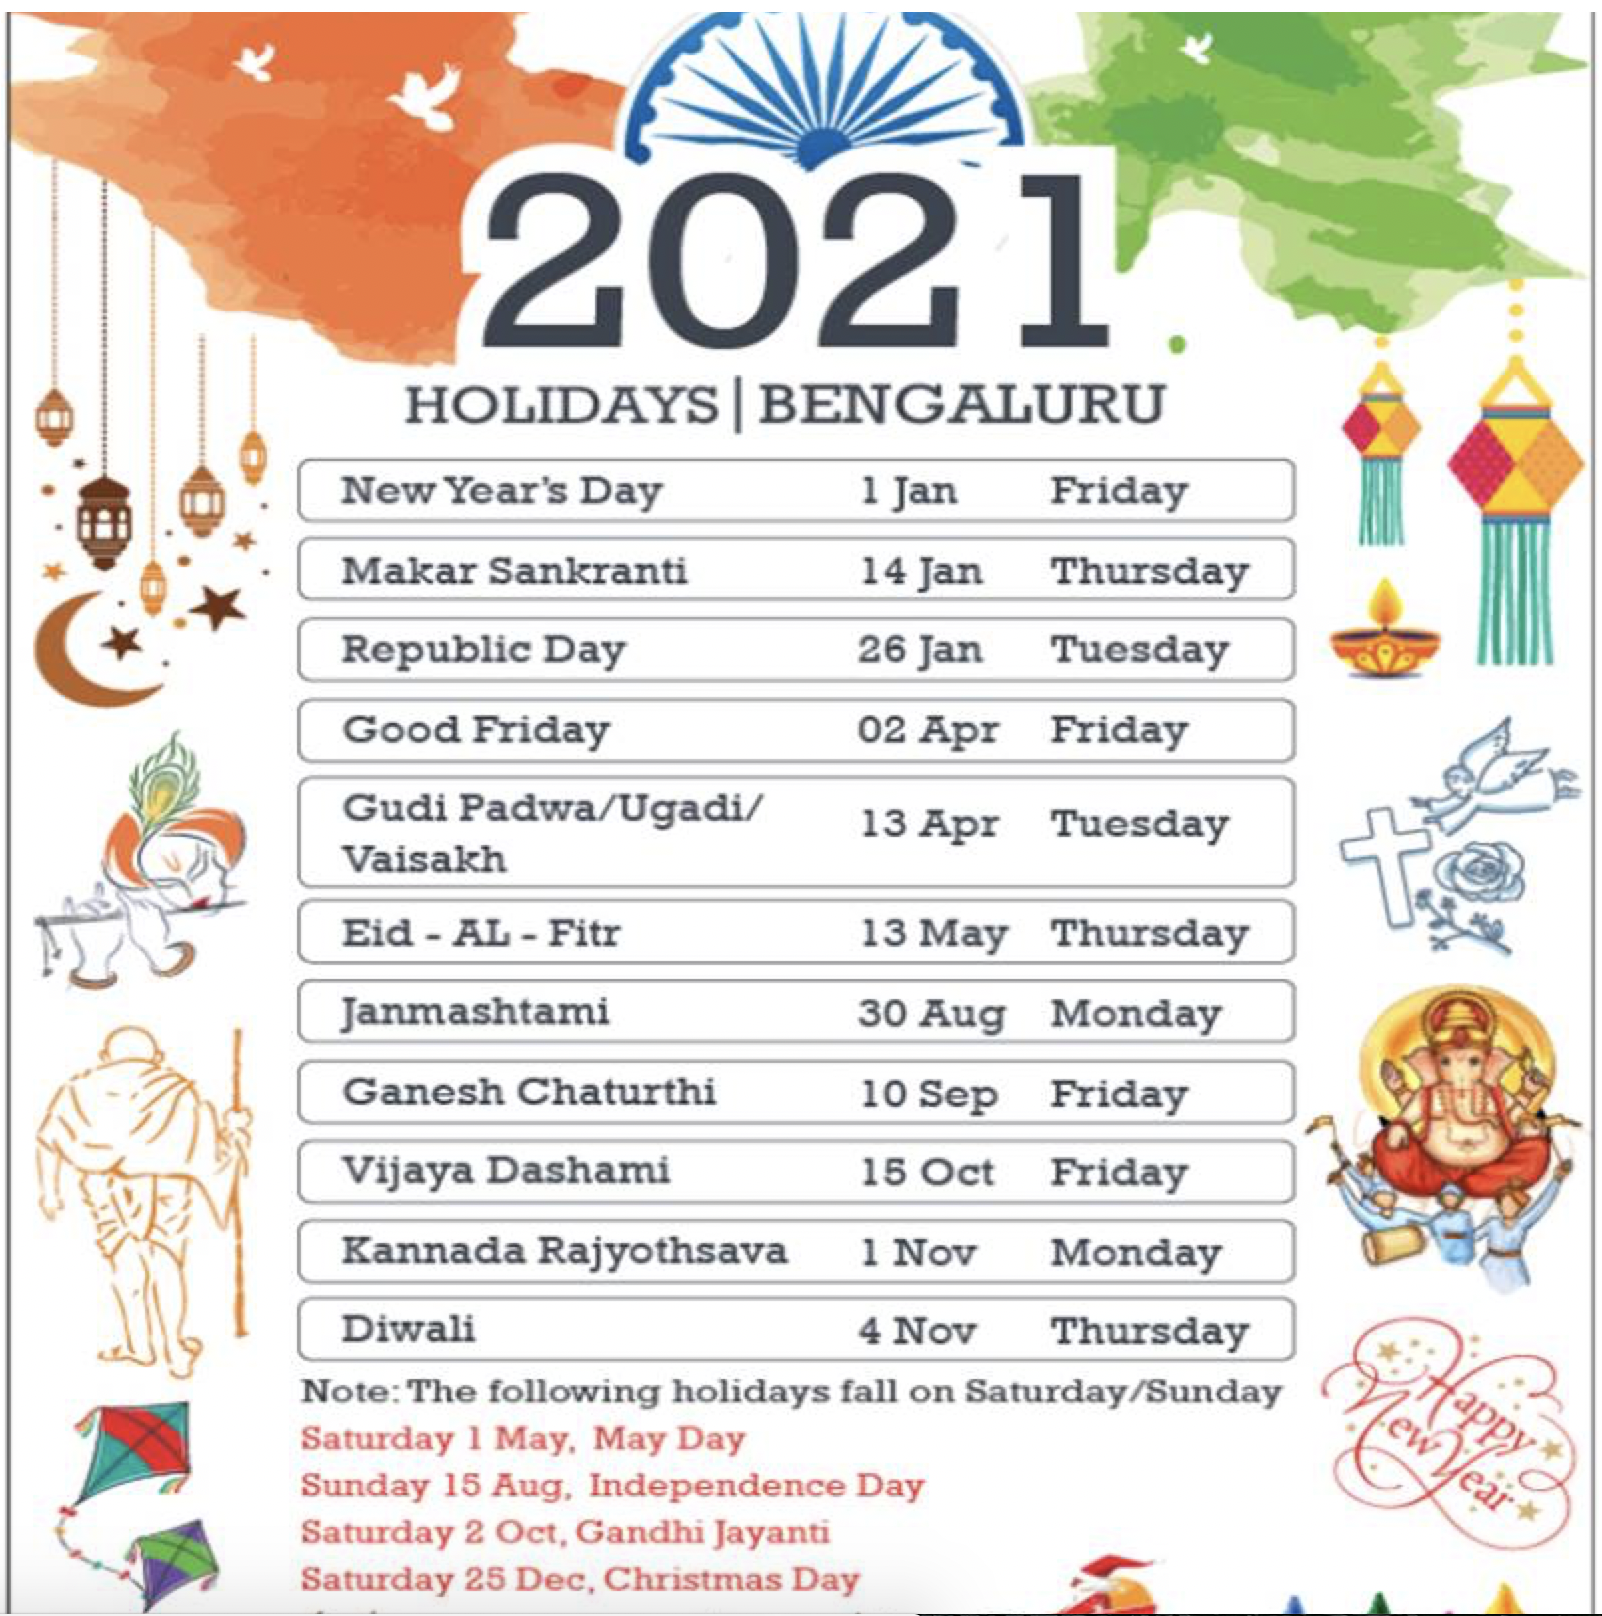 2021
HOLIDAYS | BENGALURU
New Year's Day 1 Jan Friday
Makar Sankranti 14 Jan Thursday
Republic Day 26 Jan Tuesday
Good Friday 02 Apr Friday
Gudi Padwa/Ugadi/
Vaisakh 13 Apr Tuesday
Eid - AL - Fitr 13 May Thursday
Janmashtami 30 Aug Monday
Ganesh Chaturthi 10 Sep Friday
Vijaya Dashami 15 Oct Friday
Kannada Rajyothsava 1 Nov Monday
Diwali 4 Nov Thursday
Note: The following holidays fall on Saturday/Sunday
Saturday 1 May, May Day
Sunday 15 Aug, Independence Day
Saturday 2 Oct, Gandhi Jayanti
Saturday 25 Dec, Christmas Day
Happy
New Year